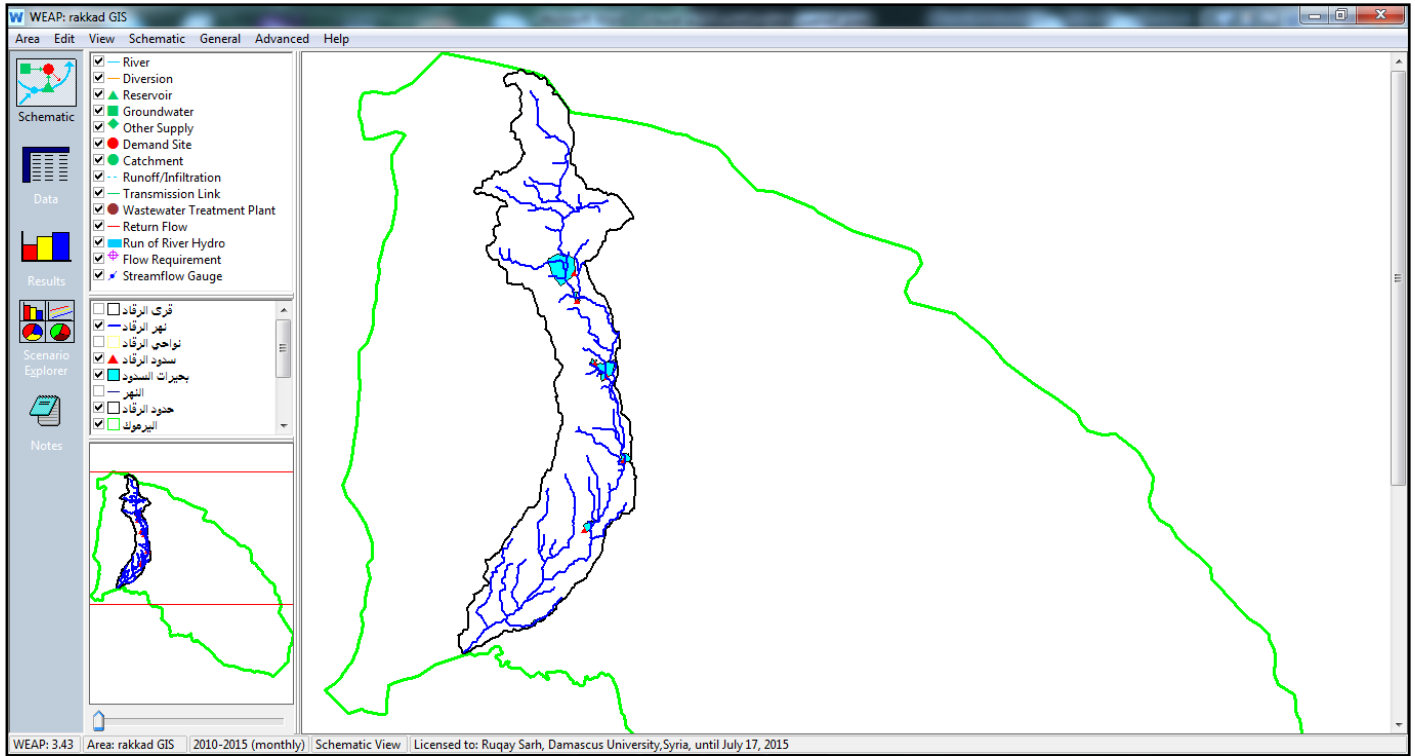 WEAP: rakkad GIS
Area Edit View Schematic General Advanced Help
Schematic
Data
Results
Scenario
Explorer
Notes
River
Diversion
Reservoir
Groundwater
Other Supply
Demand Site
Catchment
Runoff/Infiltration
Transmission Link
Wastewater Treatment Plant
Return Flow
Run of River Hydro
Flow Requirement
Streamflow Gauge
قرى الرقاد
نهر الرقاد
نواحي الرقاد
سدود الرقاد
بحيرات السدود
النهر
حدود الرقاد
اليرموك
WEAP: 3.43 Area: rakkad GIS 2010-2015 (monthly) Schematic View Licensed to: Ruqay Sarh, Damascus University,Syria, until July 17, 2015